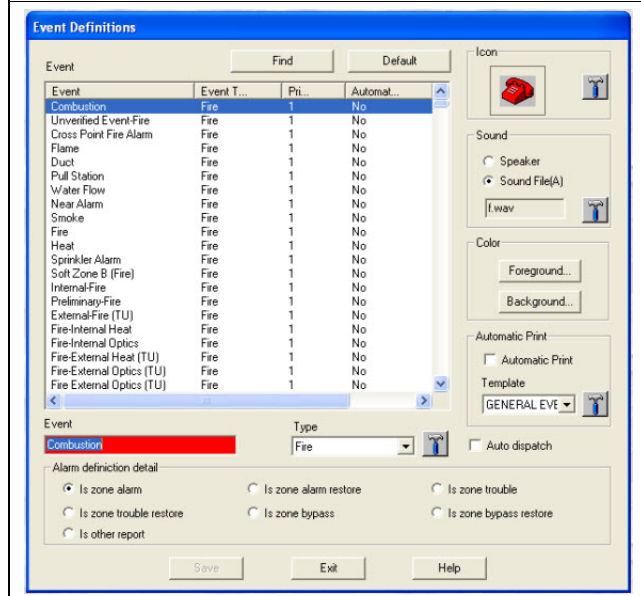 Event Definitions
Event
Find
Default
Event Event T... Pri... Automat...
Combustion Fire 1 No
Unverified Event-Fire Fire 1 No
Cross Point Fire Alarm Fire 1 No
Flame Fire 1 No
Duct Fire 1 No
Pull Station Fire 1 No
Water Flow Fire 1 No
Near Alarm Fire 1 No
Smoke Fire 1 No
Fire Fire 1 No
Heat Fire 1 No
Sprinkler Alarm Fire 1 No
Soft Zone B (Fire) Fire 1 No
Internal-Fire Fire 1 No
Preliminary-Fire Fire 1 No
External-Fire (TU) Fire 1 No
Fire-Internal Heat Fire 1 No
Fire-Internal Optics Fire 1 No
Fire-External Heat (TU) Fire 1 No
Fire-External Optics (TU) Fire 1 No
Fire External Optics (TU) Fire 1 No
Icon
Sound
Speaker
Sound File(A)
f.wav
Color
Foreground...
Background...
Automatic Print
Automatic Print
Template
GENERAL EVE
Event
Combustion
Type
Fire
Auto dispatch
Alarm definition detail
Is zone alarm Is zone alarm restore Is zone trouble
Is zone trouble restore Is zone bypass Is zone bypass restore
Is other report
Save Exit Help